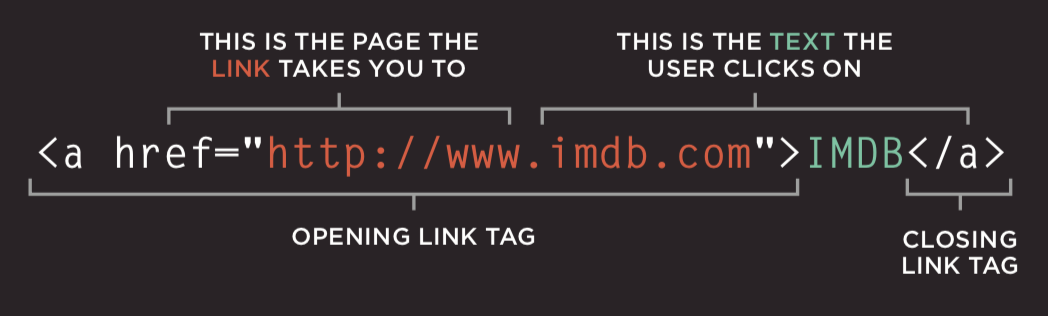 THIS IS THE PAGE THE
LINK TAKES YOU TO
THIS IS THE TEXT THE
USER CLICKS ON
<a href="http://www.imdb.com">IMDB</a>
OPENING LINK TAG
CLOSING
LINK TAG